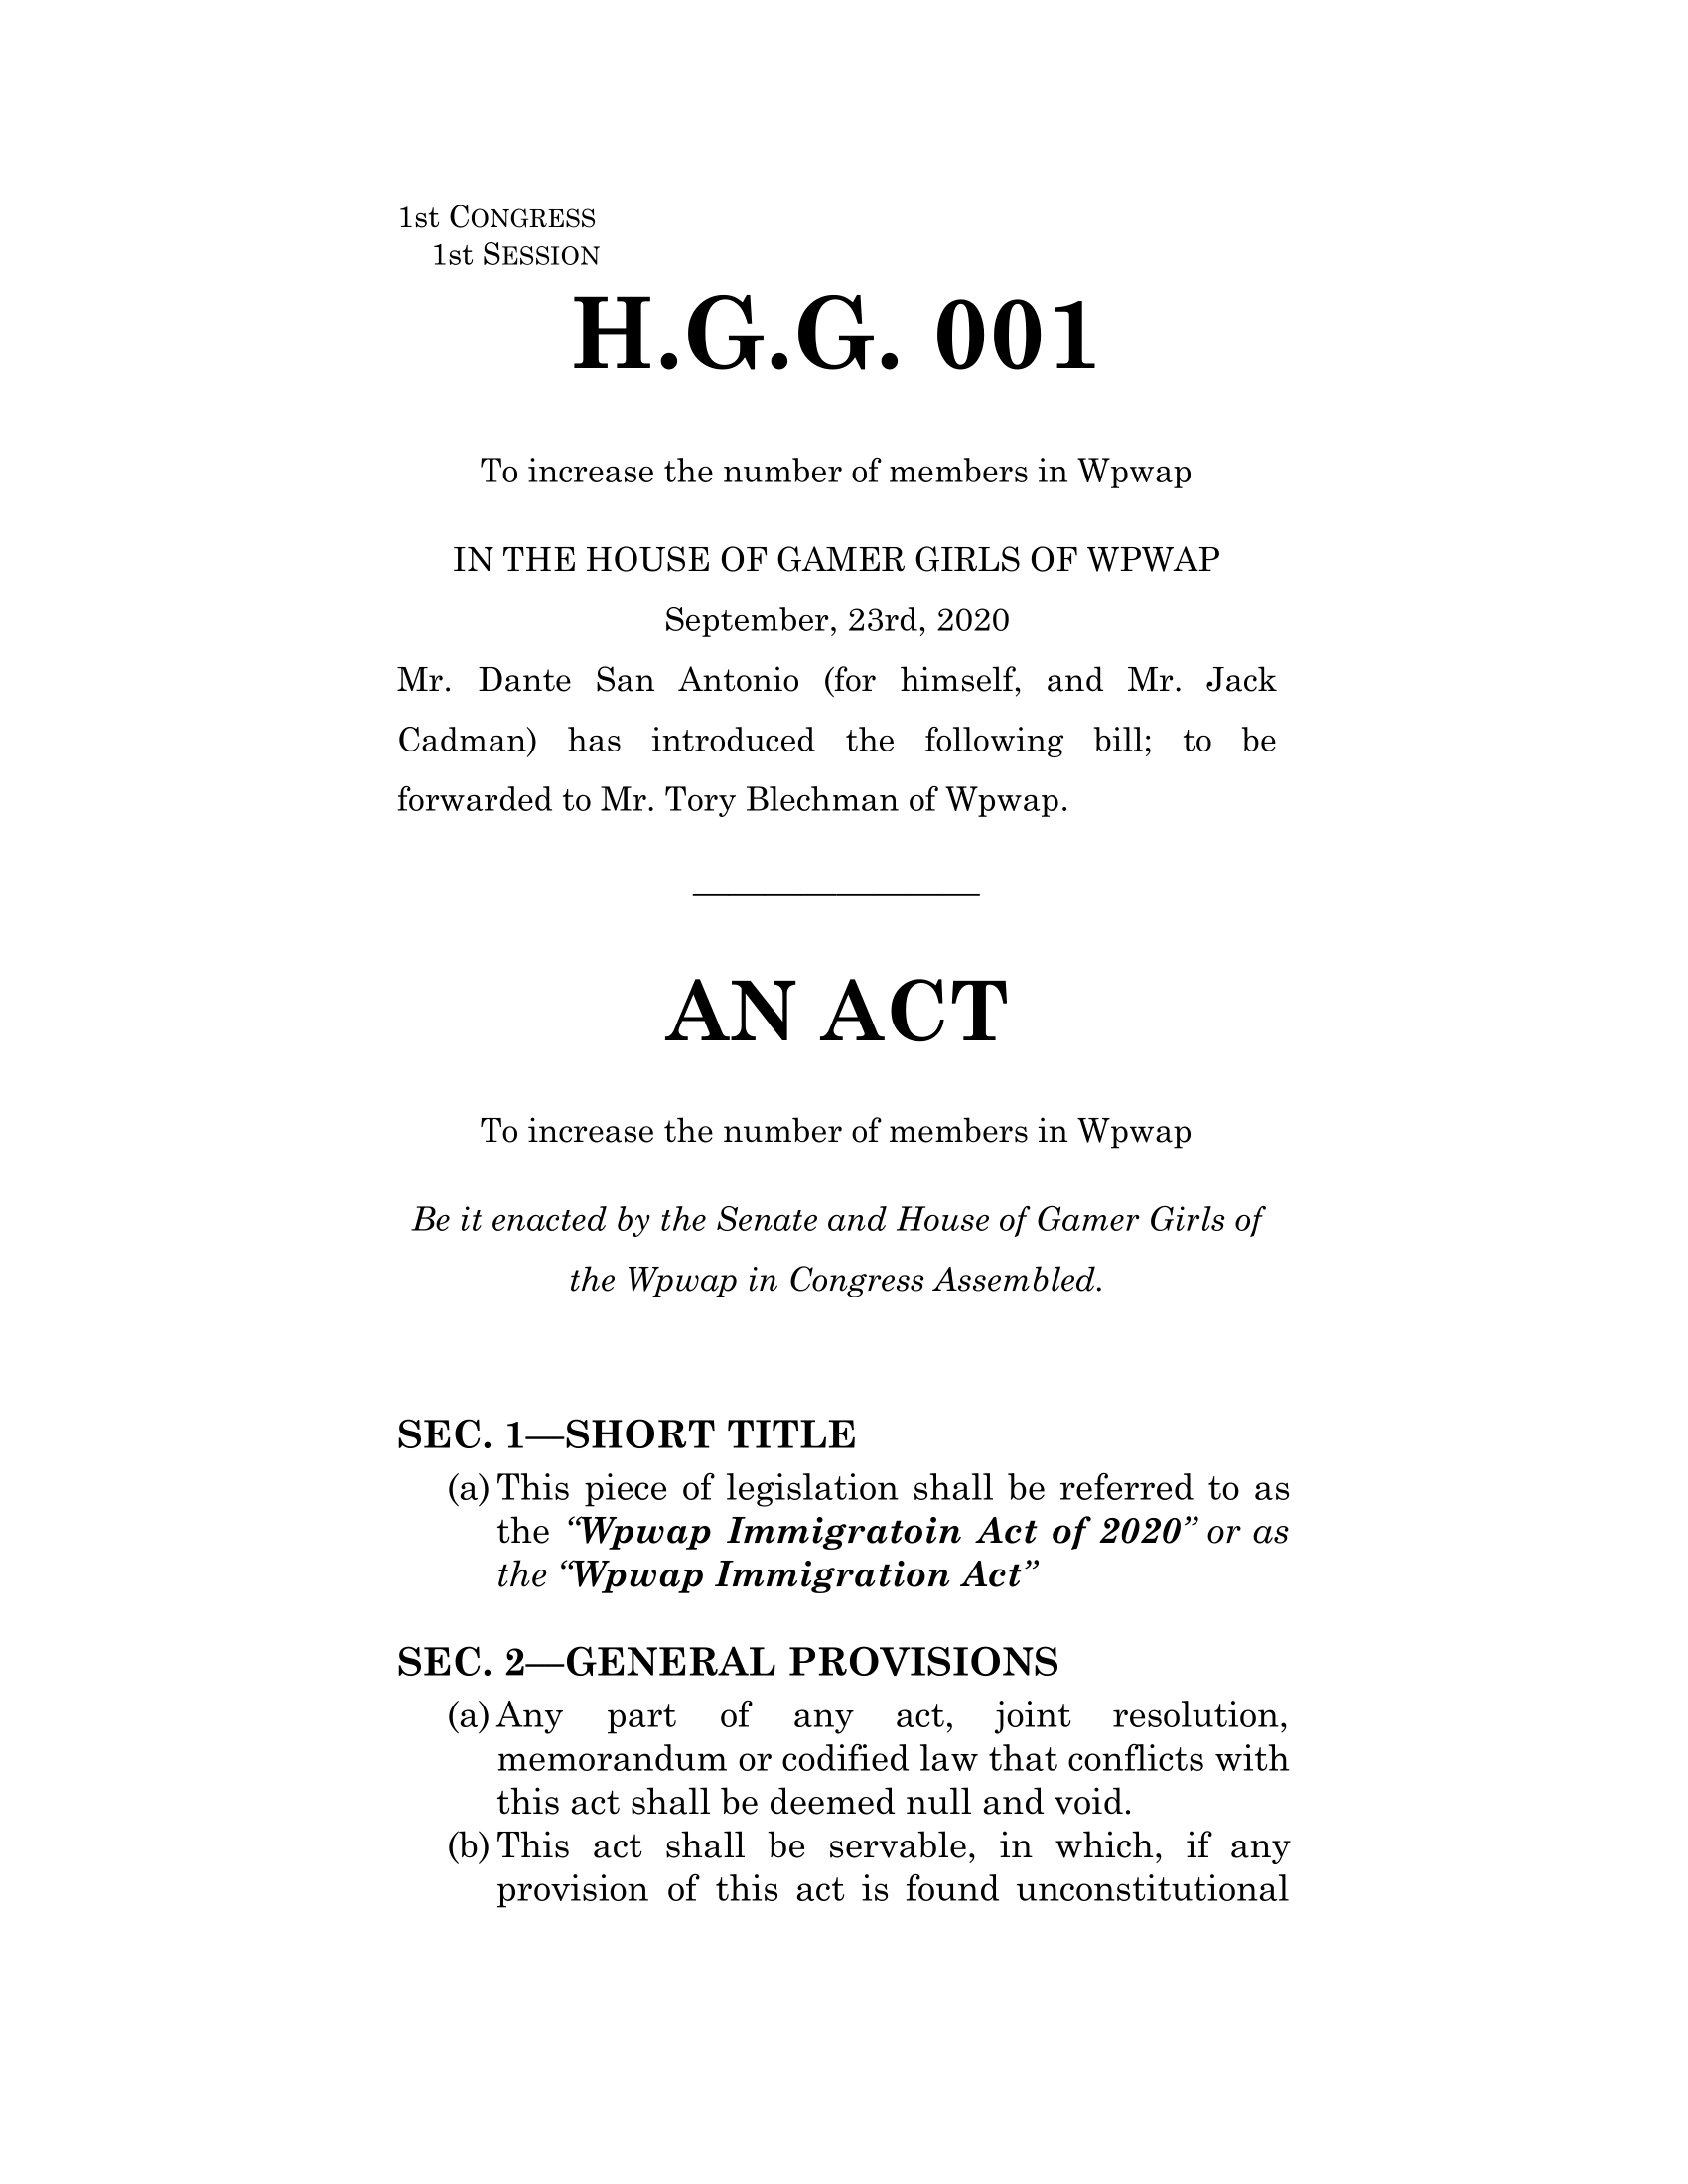 1st CONGRESS
1st SESSION
H.G.G. 001
To increase the number of members in Wpwap
IN THE HOUSE OF GAMER GIRLS OF WPWAP
September, 23rd, 2020
Mr. Dante San Antonio (for himself, and Mr. Jack
Cadman) has introduced the following bill; to be
forwarded to Mr. Tory Blechman of Wpwap.
AN ACT
To increase the number of members in Wpwap
Be it enacted by the Senate and House of Gamer Girls of
the Wpwap in Congress Assembled.
SEC. 1—SHORT TITLE
(a) This piece of legislation shall be referred to as
the “Wpwap Immigratoin Act of 2020” or as
the “Wpwap Immigration Act”
SEC. 2—GENERAL PROVISIONS
(a) Any part of any act, joint resolution,
memorandum or codified law that conflicts with
this act shall be deemed null and void.
(b) This act shall be servable, in which, if any
provision of this act is found unconstitutional